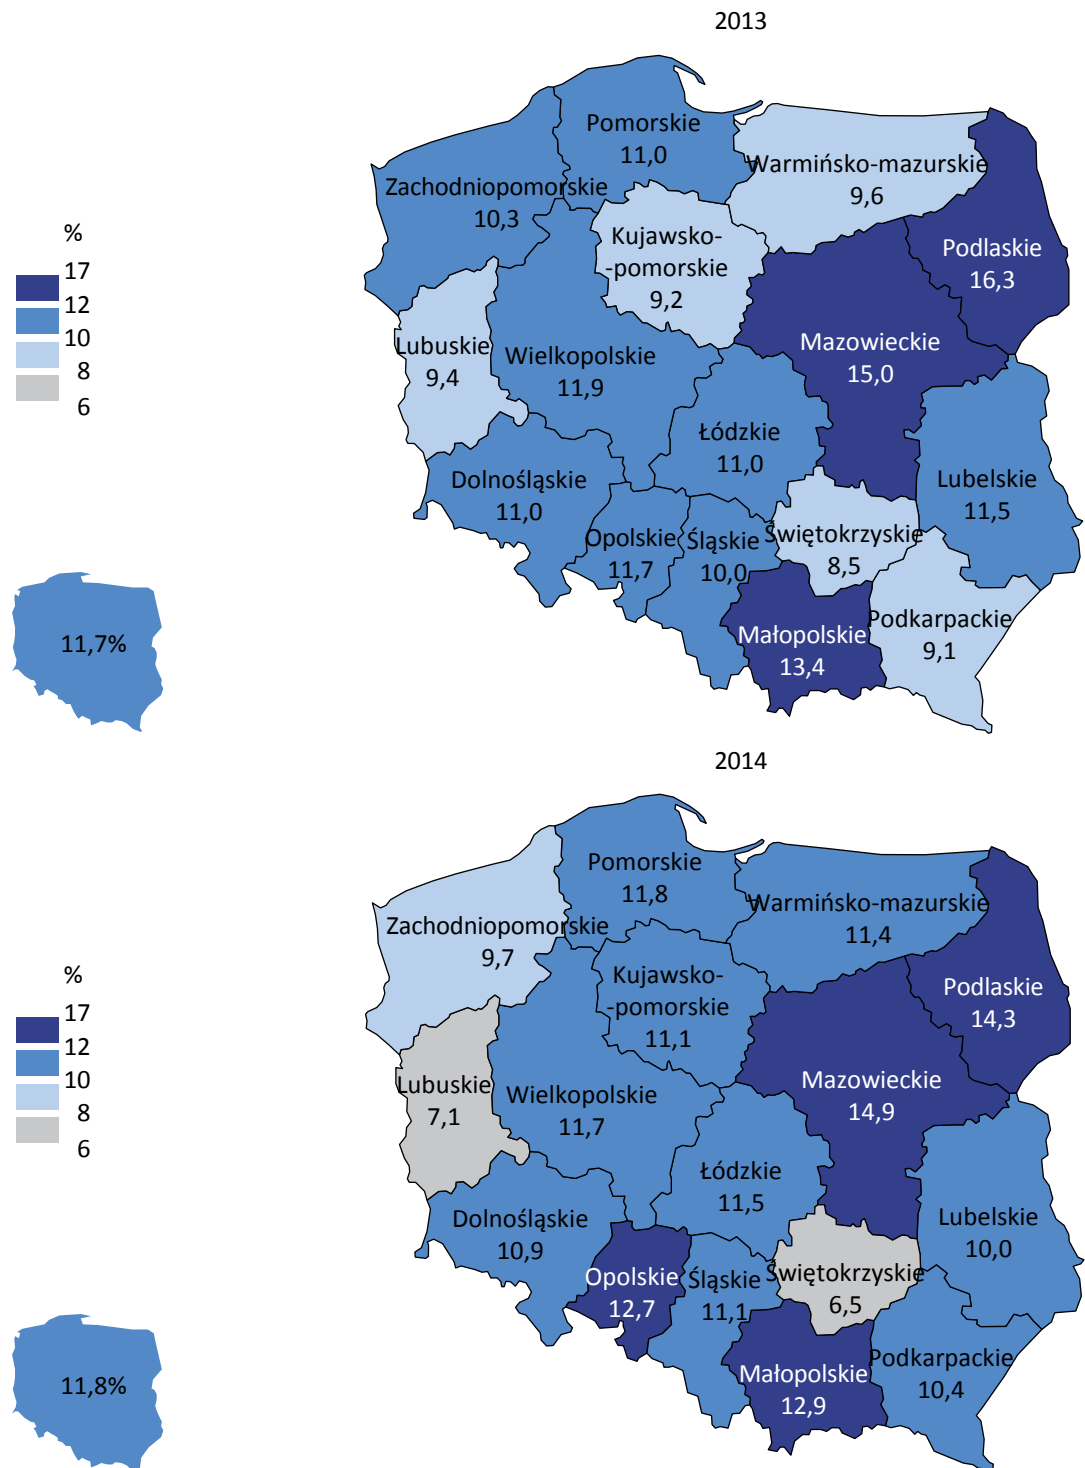 2013
Pomorskie
11,0
Warmińsko-mazurskie
9,6
Zachodniopomorskie
10,3
Kujawsko-
-pomorskie
9,2
Podlaskie
16,3
%
17
12
10
8
6
Lubuskie
9,4
Wielkopolskie
11,9
Mazowieckie
15,0
Łódzkie
11,0
Dolnośląskie
11,0
Lubelskie
11,5
Opolskie
11,7
Śląskie
10,0
Świętokrzyskie
8,5
Małopolskie
13,4
Podkarpackie
9,1
11,7%
2014
Pomorskie
11,8
Warmińsko-mazurskie
11,4
Zachodniopomorskie
9,7
Kujawsko-
-pomorskie
11,1
Podlaskie
14,3
%
17
12
10
8
6
Lubuskie
7,1
Wielkopolskie
11,7
Mazowieckie
14,9
Łódzkie
11,5
Dolnośląskie
10,9
Lubelskie
10,0
Opolskie
12,7
Śląskie
11,1
Świętokrzyskie
6,5
Małopolskie
12,9
Podkarpackie
10,4
11,8%